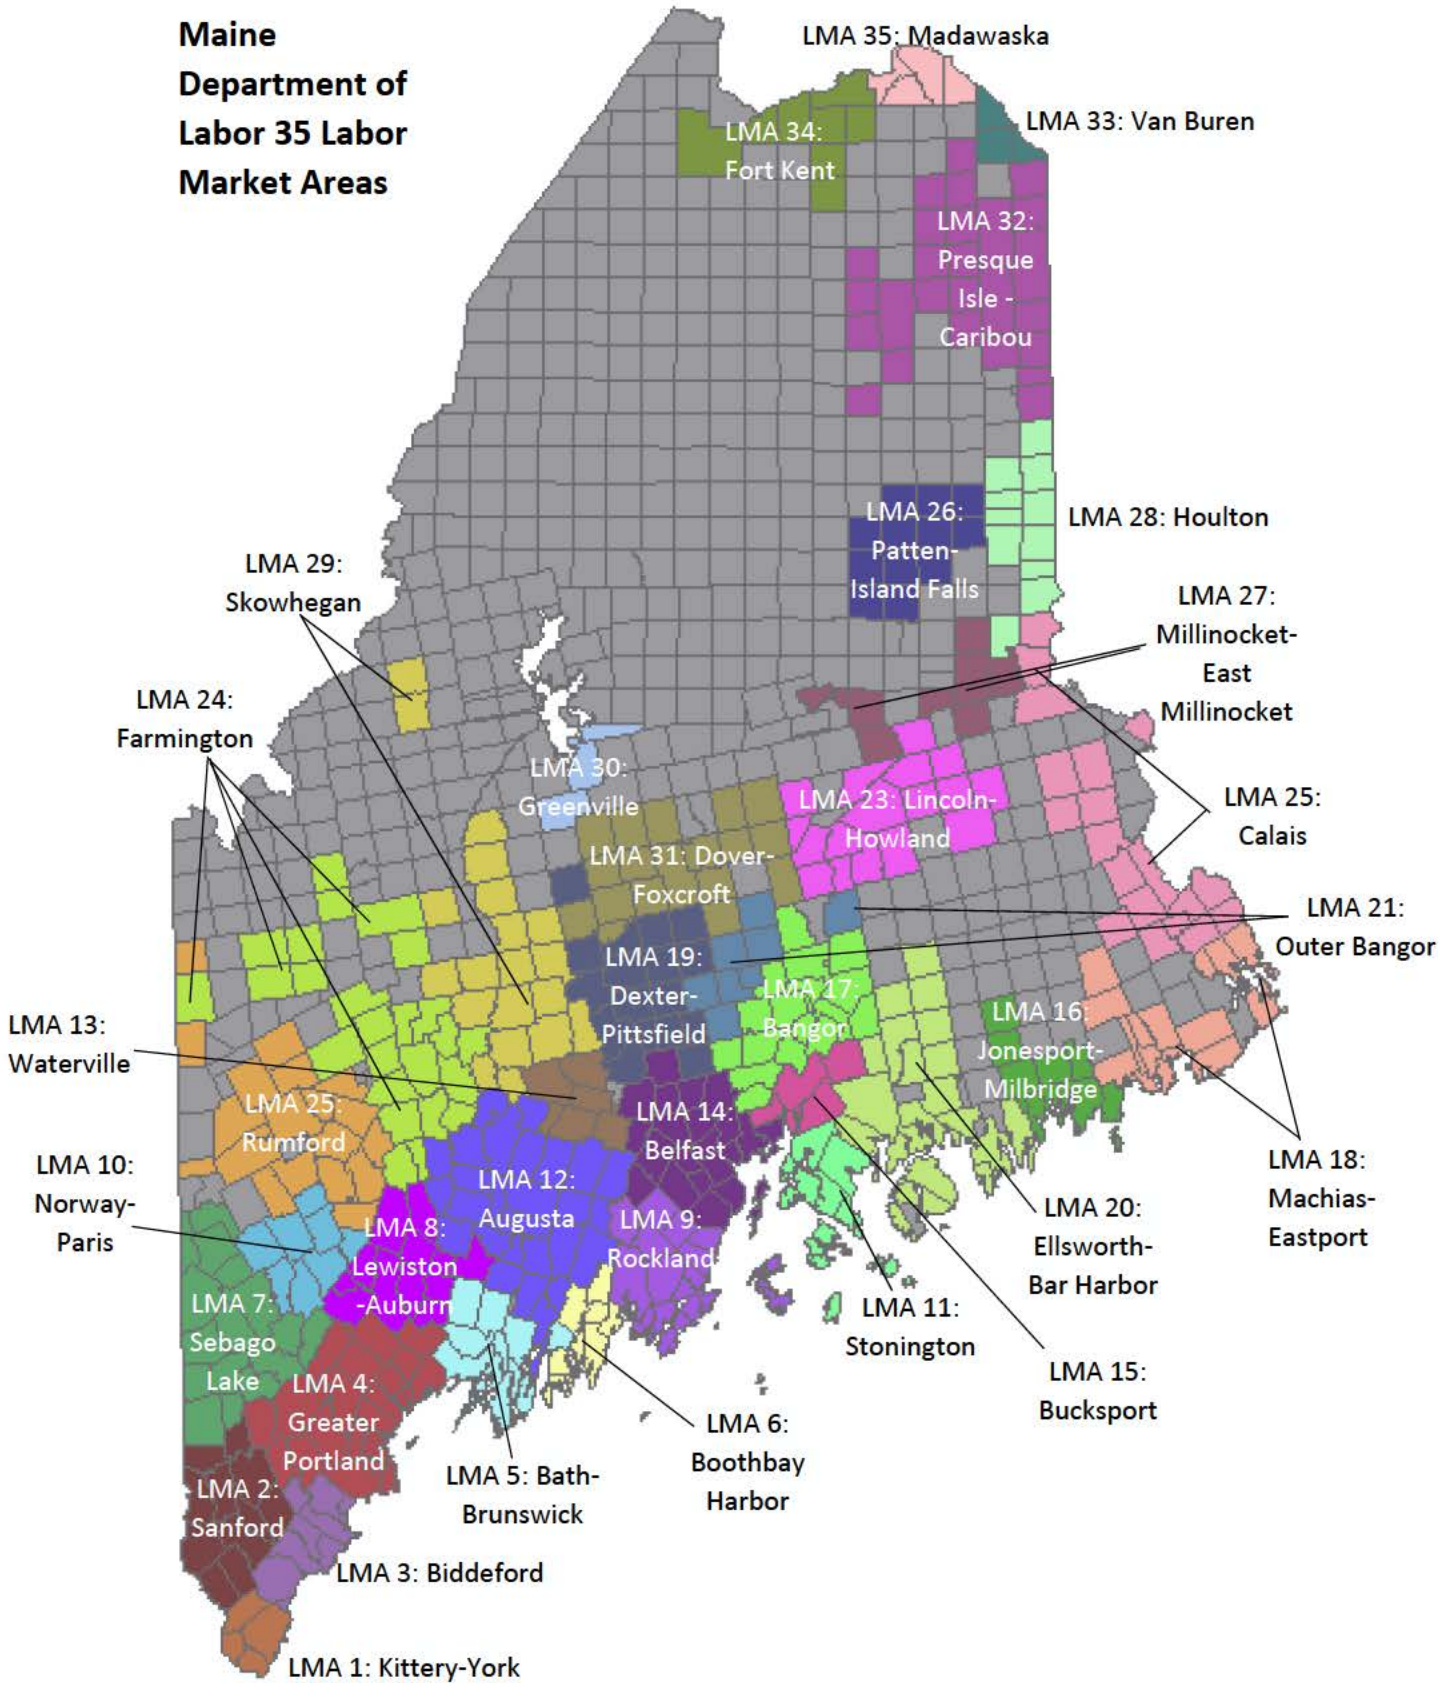 Maine
Department of
Labor 35 Labor
Market Areas
LMA 35: Madawaska
LMA 34:
Fort Kent
LMA 33: Van Buren
LMA 32:
Presque
Isle -
Caribou
LMA 26:
Patten-
Island Falls
LMA 28: Houlton
LMA 29:
Skowhegan
LMA 27:
Millinocket-
East
Millinocket
LMA 24:
Farmington
LMA 30:
Greenville
LMA 23: Lincoln-
Howland
LMA 25:
Calais
LMA 31: Dover-
Foxcroft
LMA 21:
Outer Bangor
LMA 19:
Dexter-
Pittsfield
LMA 17:
Bangor
LMA 16:
Jonesport-
Milbridge
LMA 13:
Waterville
LMA 25:
Rumford
LMA 14:
Belfast
LMA 10:
Norway-
Paris
LMA 12:
Augusta
LMA 18:
Machias-
Eastport
LMA 8:
Lewiston
-Auburn
LMA 9:
Rockland
LMA 20:
Ellsworth-
Bar Harbor
LMA 7:
Sebago
Lake
LMA 11:
Stonington
LMA 15:
Bucksport
LMA 4:
Greater
Portland
LMA 6:
Boothbay
Harbor
LMA 5: Bath-
Brunswick
LMA 2:
Sanford
LMA 3: Biddeford
LMA 1: Kittery-York